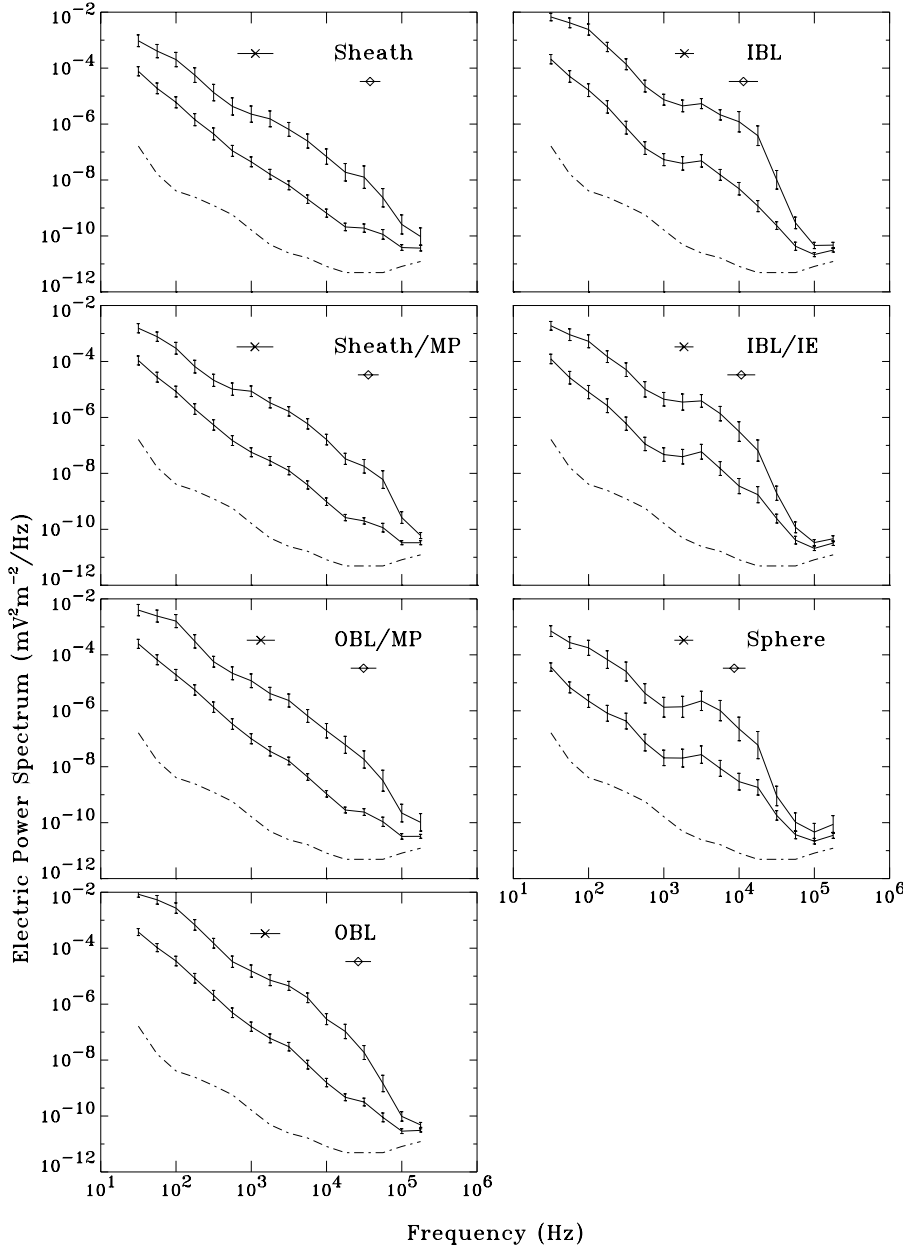 10⁻²
10⁻⁴
10⁻⁶
10⁻⁸
10⁻¹⁰
10⁻¹²
Sheath
IBL
10⁻²
10⁻⁴
10⁻⁶
10⁻⁸
10⁻¹⁰
10⁻¹²
Sheath/MP
IBL/IE
10⁻²
10⁻⁴
10⁻⁶
10⁻⁸
10⁻¹⁰
10⁻¹²
OBL/MP
Sphere
10¹ 10² 10³ 10⁴ 10⁵ 10⁶
10⁻²
10⁻⁴
10⁻⁶
10⁻⁸
10⁻¹⁰
10⁻¹²
OBL
10¹ 10² 10³ 10⁴ 10⁵ 10⁶
Electric Power Spectrum (mV²m⁻²/Hz)
Frequency (Hz)